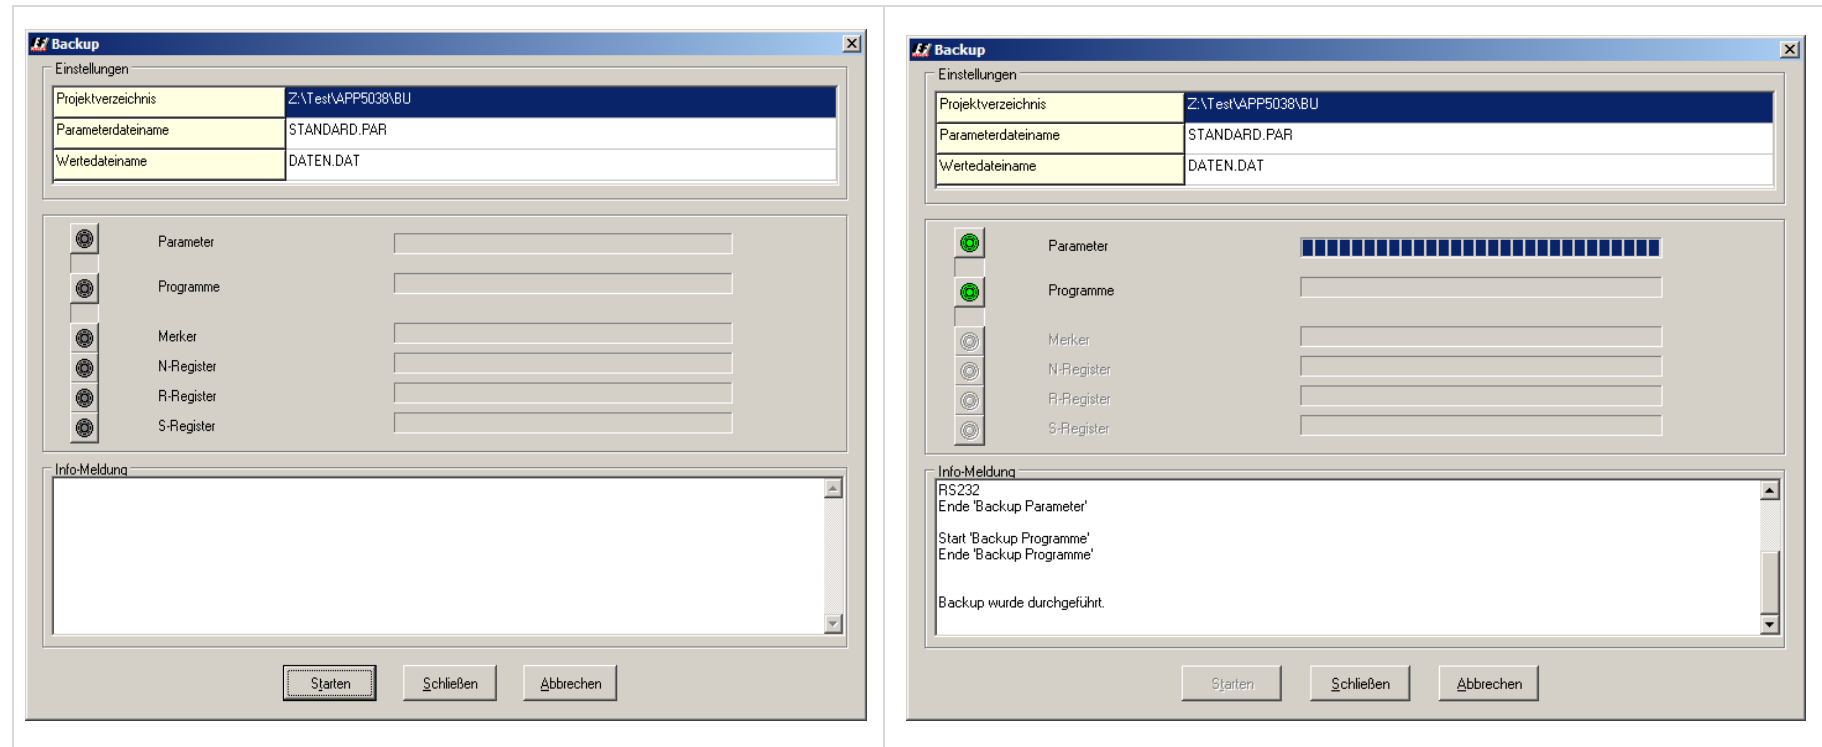 Backup
Einstellungen
Projektverzeichnis Z:\Test\APP5038\BU
Parameterdateiname STANDARD.PAR
Wertedateiname DATEN.DAT
Parameter
Programme
Merker
N-Register
R-Register
S-Register
Info-Meldung
Starten Schließen Abbrechen
Backup
Einstellungen
Projektverzeichnis Z:\Test\APP5038\BU
Parameterdateiname STANDARD.PAR
Wertedateiname DATEN.DAT
Parameter
Programme
Merker
N-Register
R-Register
S-Register
Info-Meldung
RS232
Ende 'Backup Parameter'
Start 'Backup Programme'
Ende 'Backup Programme'
Backup wurde durchgeführt.
Starten Schließen Abbrechen